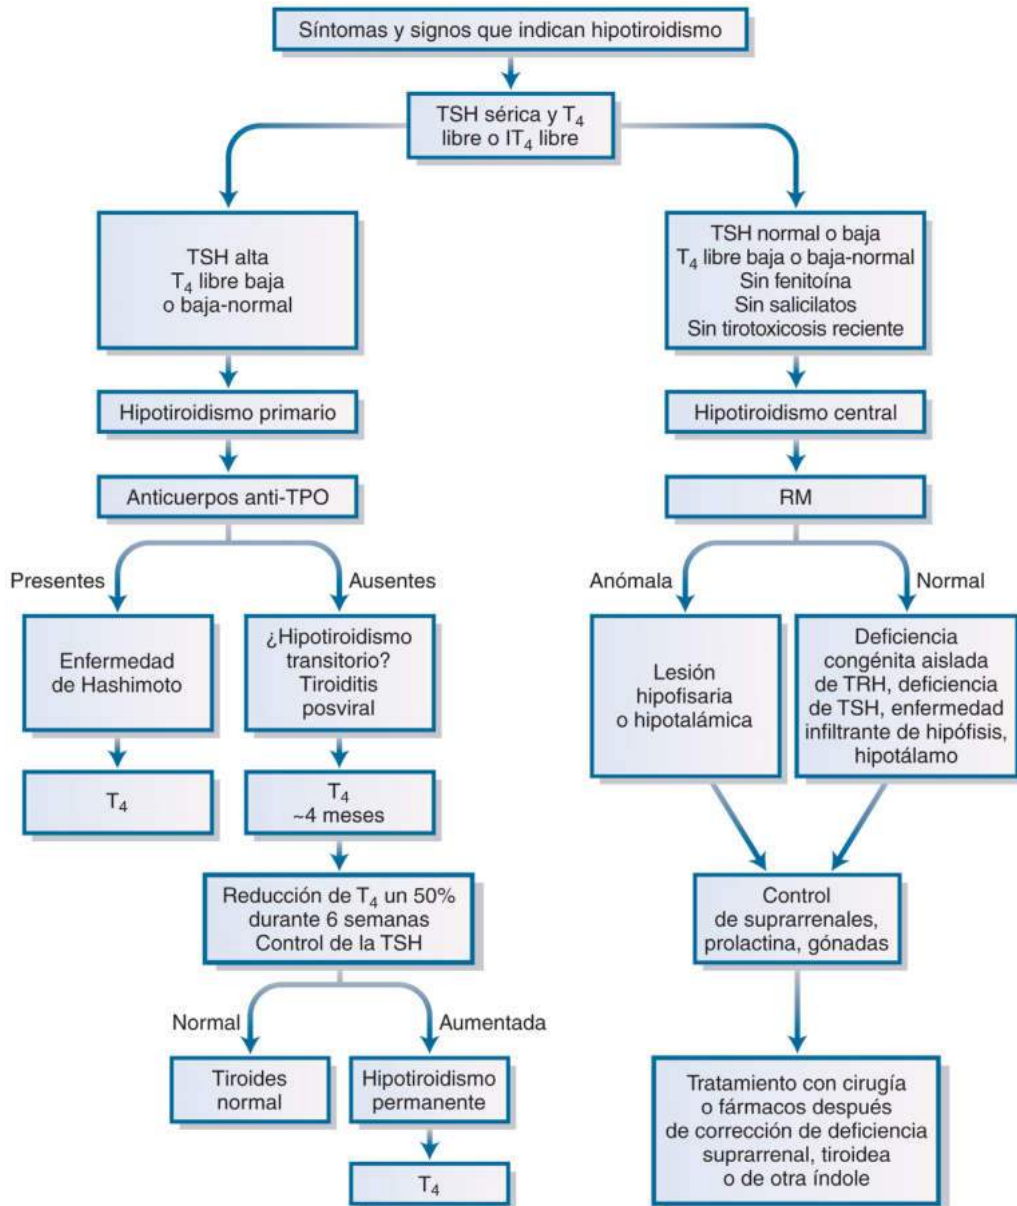 Síntomas y signos que indican hipotiroidismo
TSH sérica y T₄
libre o IT₄ libre
TSH alta
T₄ libre baja
o baja-normal
TSH normal o baja
T₄ libre baja o baja-normal
Sin fenitoína
Sin salicilatos
Sin tirotoxicosis reciente
Hipotiroidismo primario
Hipotiroidismo central
Anticuerpos anti-TPO
RM
Presentes
Ausentes
Anómala
Normal
Enfermedad
de Hashimoto
¿Hipotiroidismo
transitorio?
Tiroiditis
posviral
Lesión
hipofisaria
o hipotalámica
Deficiencia
congénita aislada
de TRH, deficiencia
de TSH, enfermedad
infiltrante de hipófisis,
hipotálamo
T₄
T₄
~4 meses
Reducción de T₄ un 50%
durante 6 semanas
Control de la TSH
Control
de suprarrenales,
prolactina, gónadas
Normal
Aumentada
Tiroides
normal
Hipotiroidismo
permanente
T₄
Tratamiento con cirugía
o fármacos después
de corrección de deficiencia
suprarrenal, tiroidea
o de otra índole